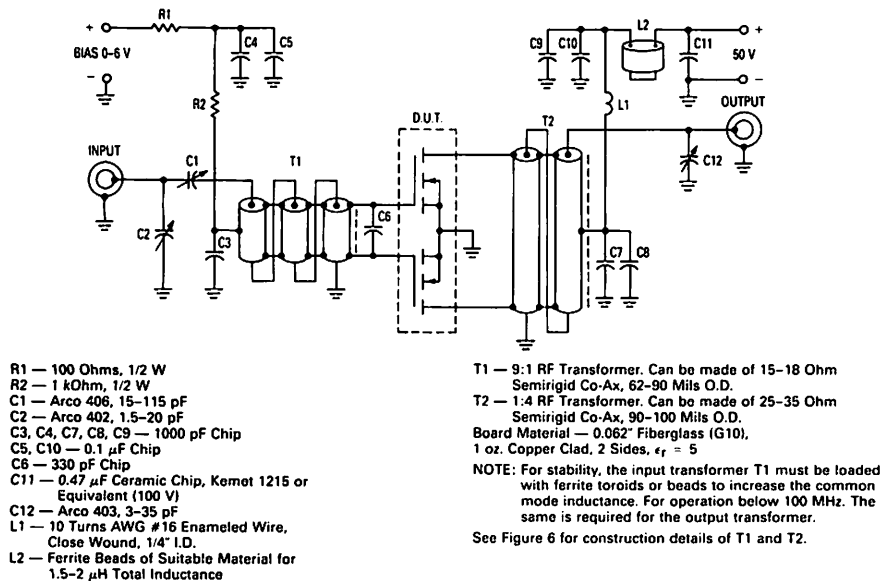 R1
+
BIAS 0–6 V
–
C4
C5
R2
D.U.T.
L2
+
C9
C10
C11
50 V
–
L1
OUTPUT
T2
INPUT
C1
T1
C12
C2
C3
C6
C7
C8
R1 — 100 Ohms, 1/2 W
R2 — 1 kOhm, 1/2 W
C1 — Arco 406, 15–115 pF
C2 — Arco 402, 1.5–20 pF
C3, C4, C7, C8, C9 — 1000 pF Chip
C5, C10 — 0.1 μF Chip
C6 — 330 pF Chip
C11 — 0.47 μF Ceramic Chip, Kemet 1215 or
Equivalent (100 V)
C12 — Arco 403, 3–35 pF
L1 — 10 Turns AWG #16 Enameled Wire,
Close Wound, 1/4" I.D.
L2 — Ferrite Beads of Suitable Material for
1.5–2 μH Total Inductance
T1 — 9:1 RF Transformer. Can be made of 15–18 Ohm
Semirigid Co-Ax, 62–90 Mils O.D.
T2 — 1:4 RF Transformer. Can be made of 25–35 Ohm
Semirigid Co-Ax, 90–100 Mils O.D.
Board Material — 0.062" Fiberglass (G10),
1 oz. Copper Clad, 2 Sides, εr = 5
NOTE: For stability, the input transformer T1 must be loaded
with ferrite toroids or beads to increase the common
mode inductance. For operation below 100 MHz. The
same is required for the output transformer.
See Figure 6 for construction details of T1 and T2.